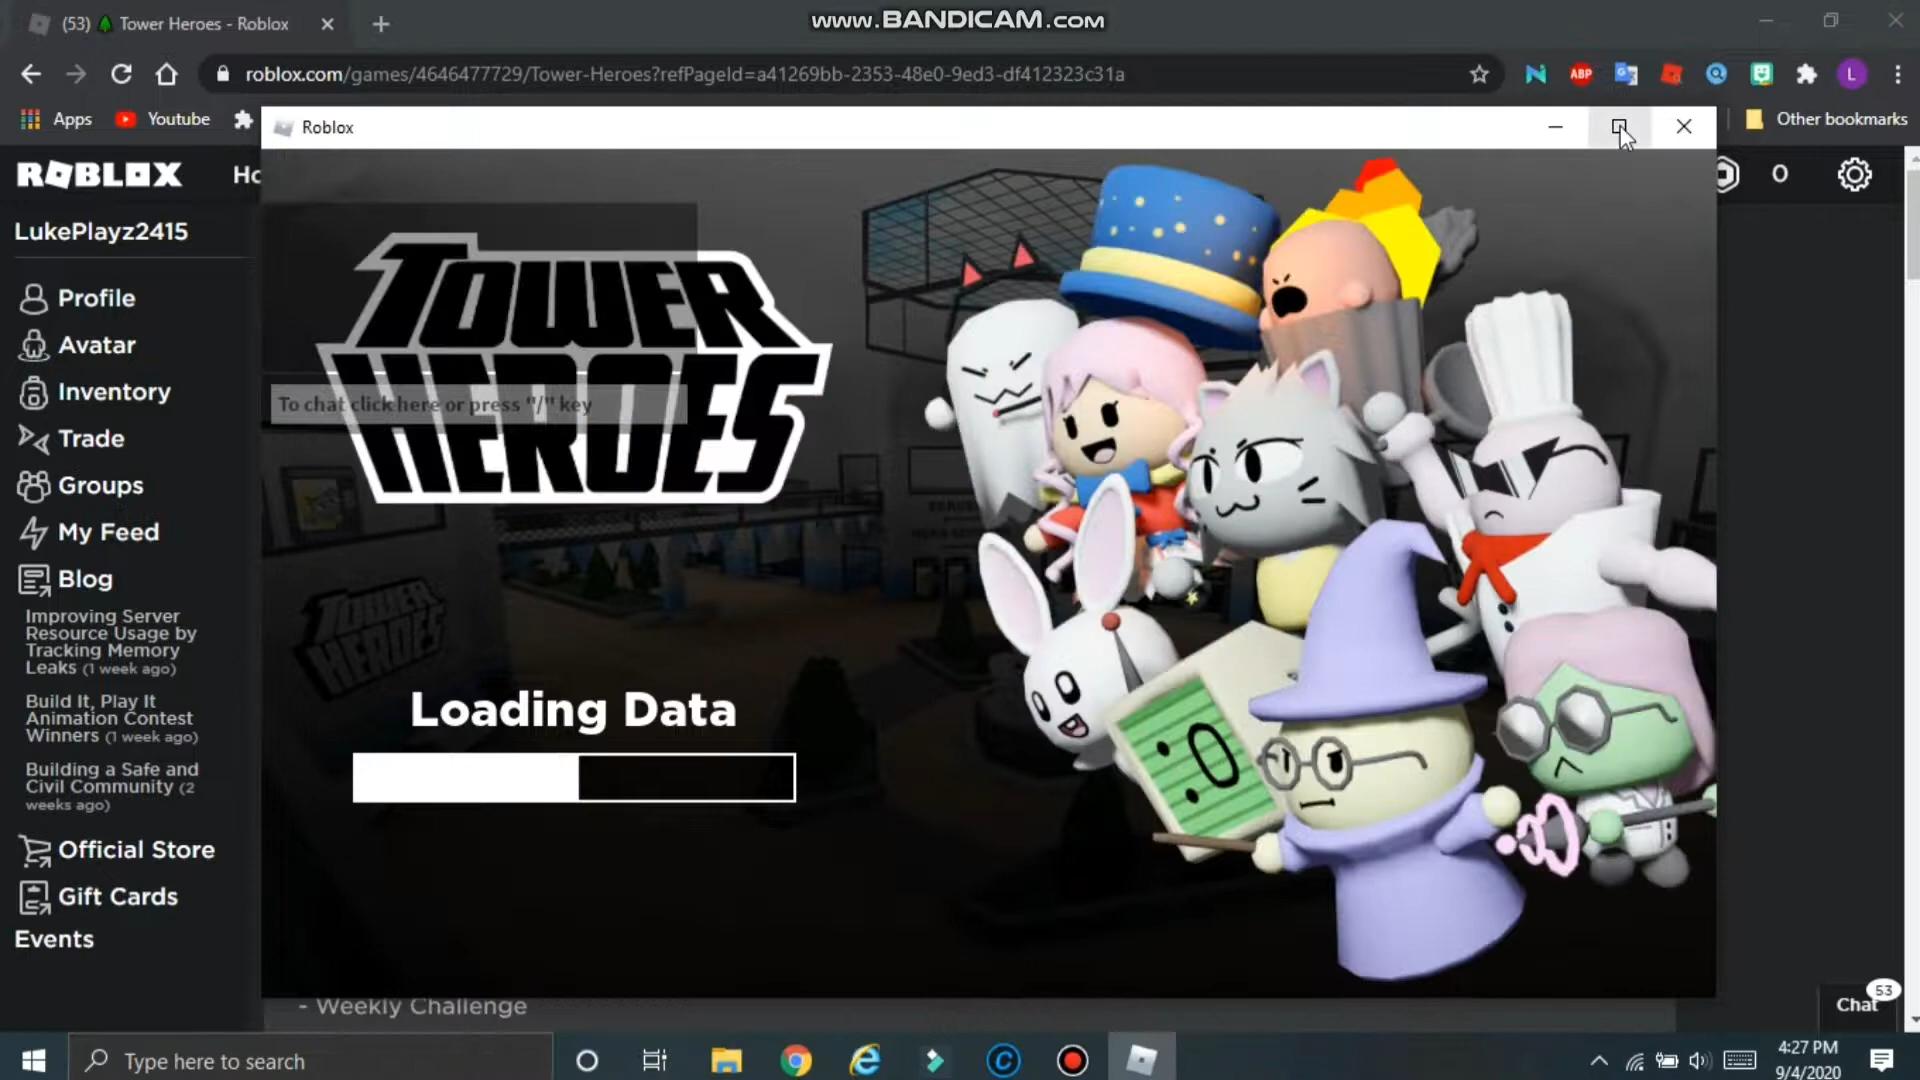 (53) Tower Heroes - Roblox
www.BANDICAM.com
roblox.com/games/4646477729/Tower-Heroes?refPageId=a41269bb-2353-48e0-9ed3-df412323c31a
ABP
L
Apps
Youtube
Other bookmarks
Roblox
ROBLOX
Ho
0
LukePlayz2415
Profile
Avatar
Inventory
Trade
Groups
My Feed
Blog
Improving Server
Resource Usage by
Tracking Memory
Leaks (1 week ago)
Build It, Play It
Animation Contest
Winners (1 week ago)
Building a Safe and
Civil Community (2
weeks ago)
Official Store
Gift Cards
Events
TOWER
HEROES
To chat click here or press "/" key
TOWER
HEROES
Loading Data
- Weekly Challenge
Chat
53
Type here to search
4:27 PM
9/4/2020